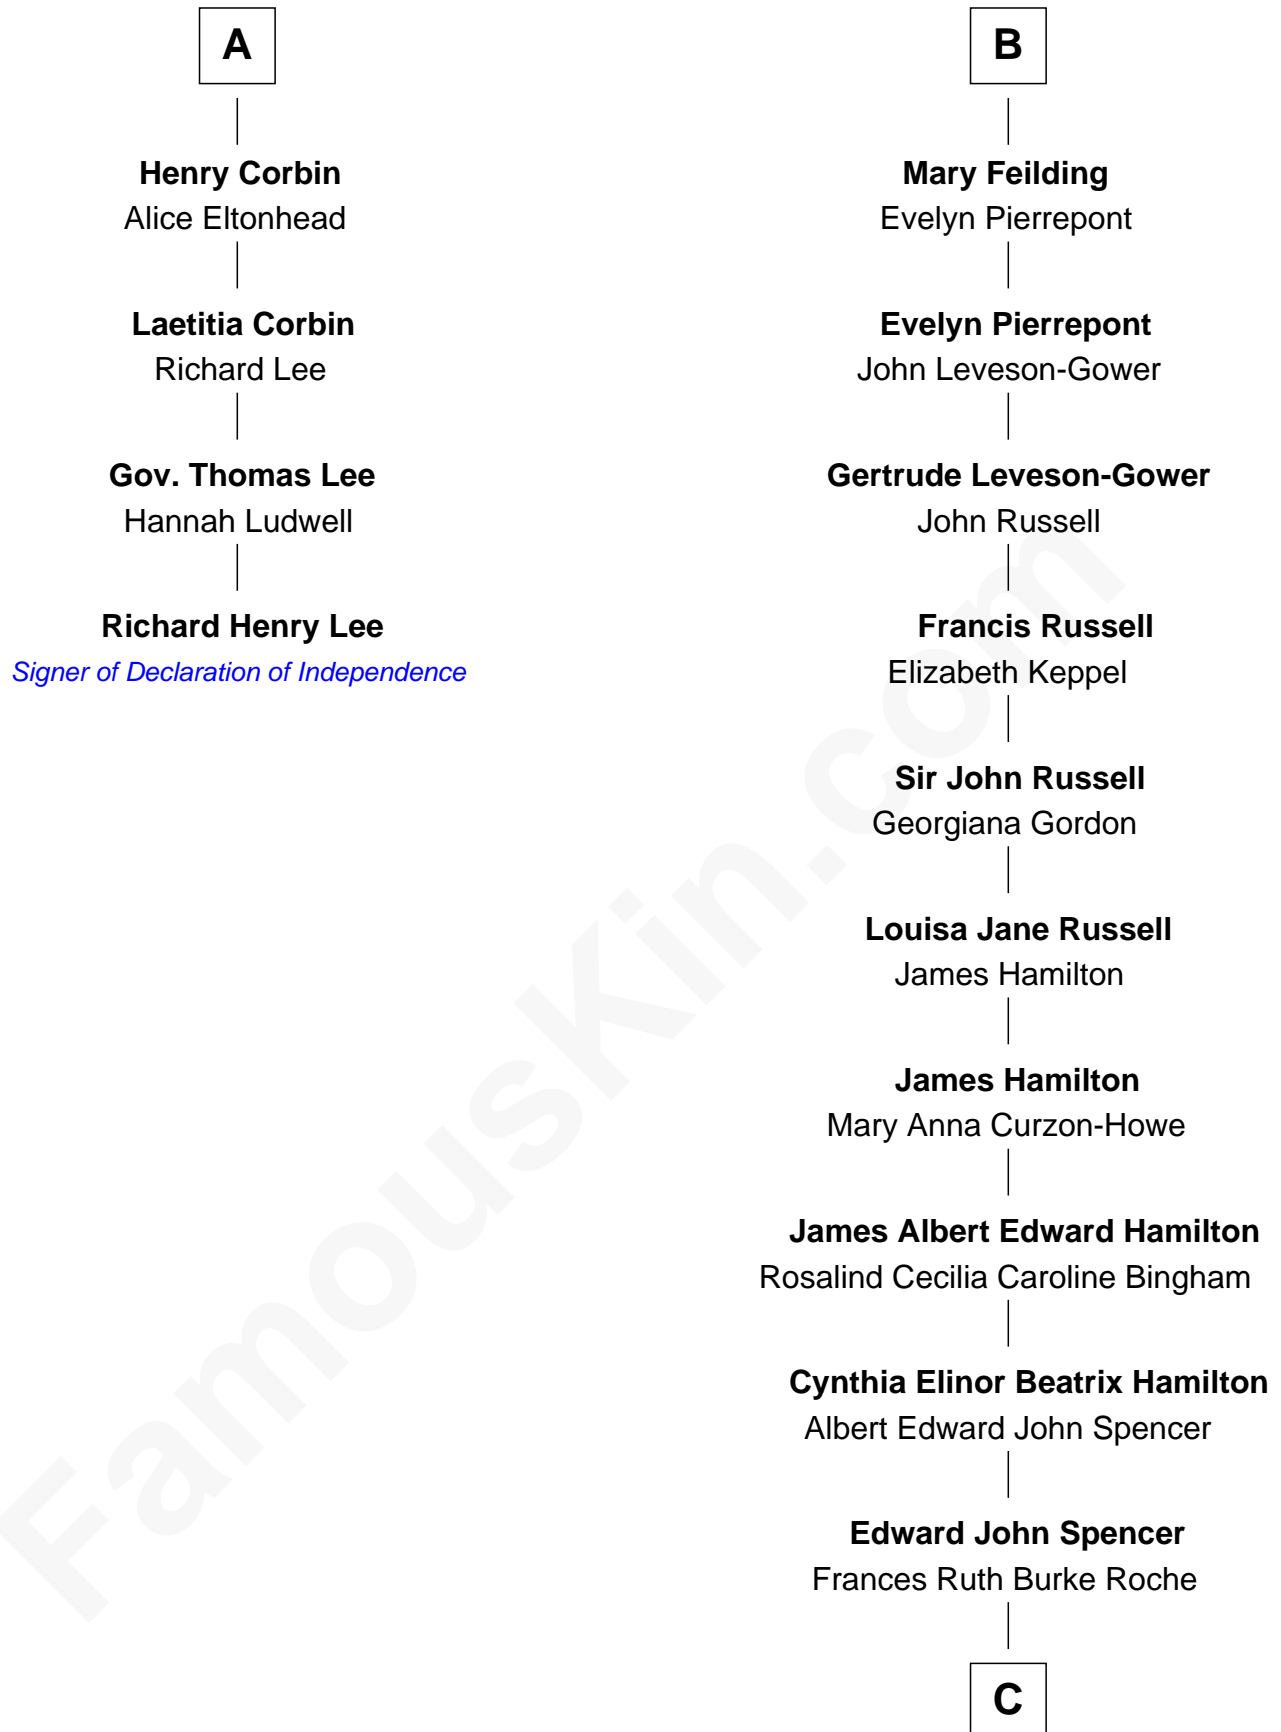 A
Henry Corbin
Alice Eltonhead
Laetitia Corbin
Richard Lee
Gov. Thomas Lee
Hannah Ludwell
Richard Henry Lee
Signer of Declaration of Independence
B
Mary Feilding
Evelyn Pierrepont
Evelyn Pierrepont
John Leveson-Gower
Gertrude Leveson-Gower
John Russell
Francis Russell
Elizabeth Keppel
Sir John Russell
Georgiana Gordon
Louisa Jane Russell
James Hamilton
James Hamilton
Mary Anna Curzon-Howe
James Albert Edward Hamilton
Rosalind Cecilia Caroline Bingham
Cynthia Elinor Beatrix Hamilton
Albert Edward John Spencer
Edward John Spencer
Frances Ruth Burke Roche
C
FamousKin.com